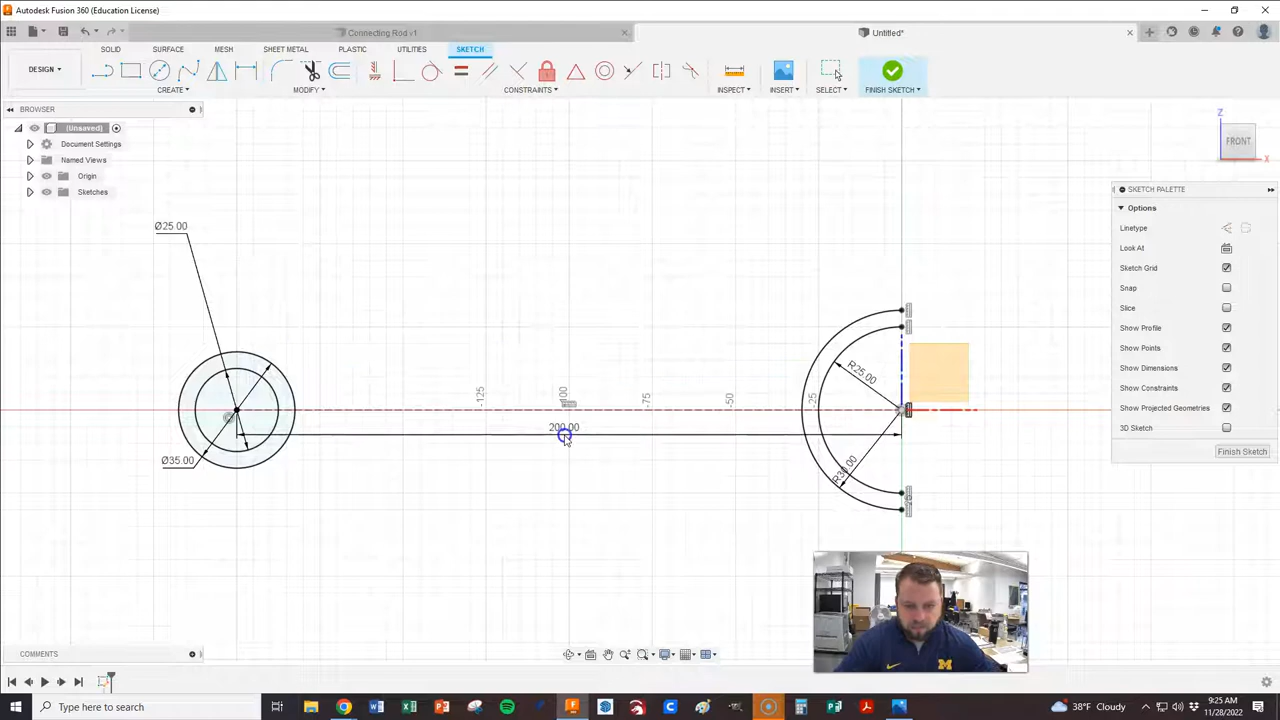 Autodesk Fusion 360 (Education License)
Connecting Rod v1
Untitled*
DESIGN
SOLID
SURFACE
MESH
SHEET METAL
PLASTIC
UTILITIES
SKETCH
CREATE
MODIFY
CONSTRAINTS
INSPECT
INSERT
SELECT
FINISH SKETCH
BROWSER
(Unsaved)
Document Settings
Named Views
Origin
Sketches
Z
FRONT
X
SKETCH PALETTE
Options
Linetype
Look At
Sketch Grid
Snap
Slice
Show Profile
Show Points
Show Dimensions
Show Constraints
Show Projected Geometries
3D Sketch
Finish Sketch
Ø25.00
Ø35.00
-125
-100
-75
-50
-25
200.00
R25.00
R30.00
COMMENTS
Type here to search
38°F Cloudy
9:25 AM
11/28/2022